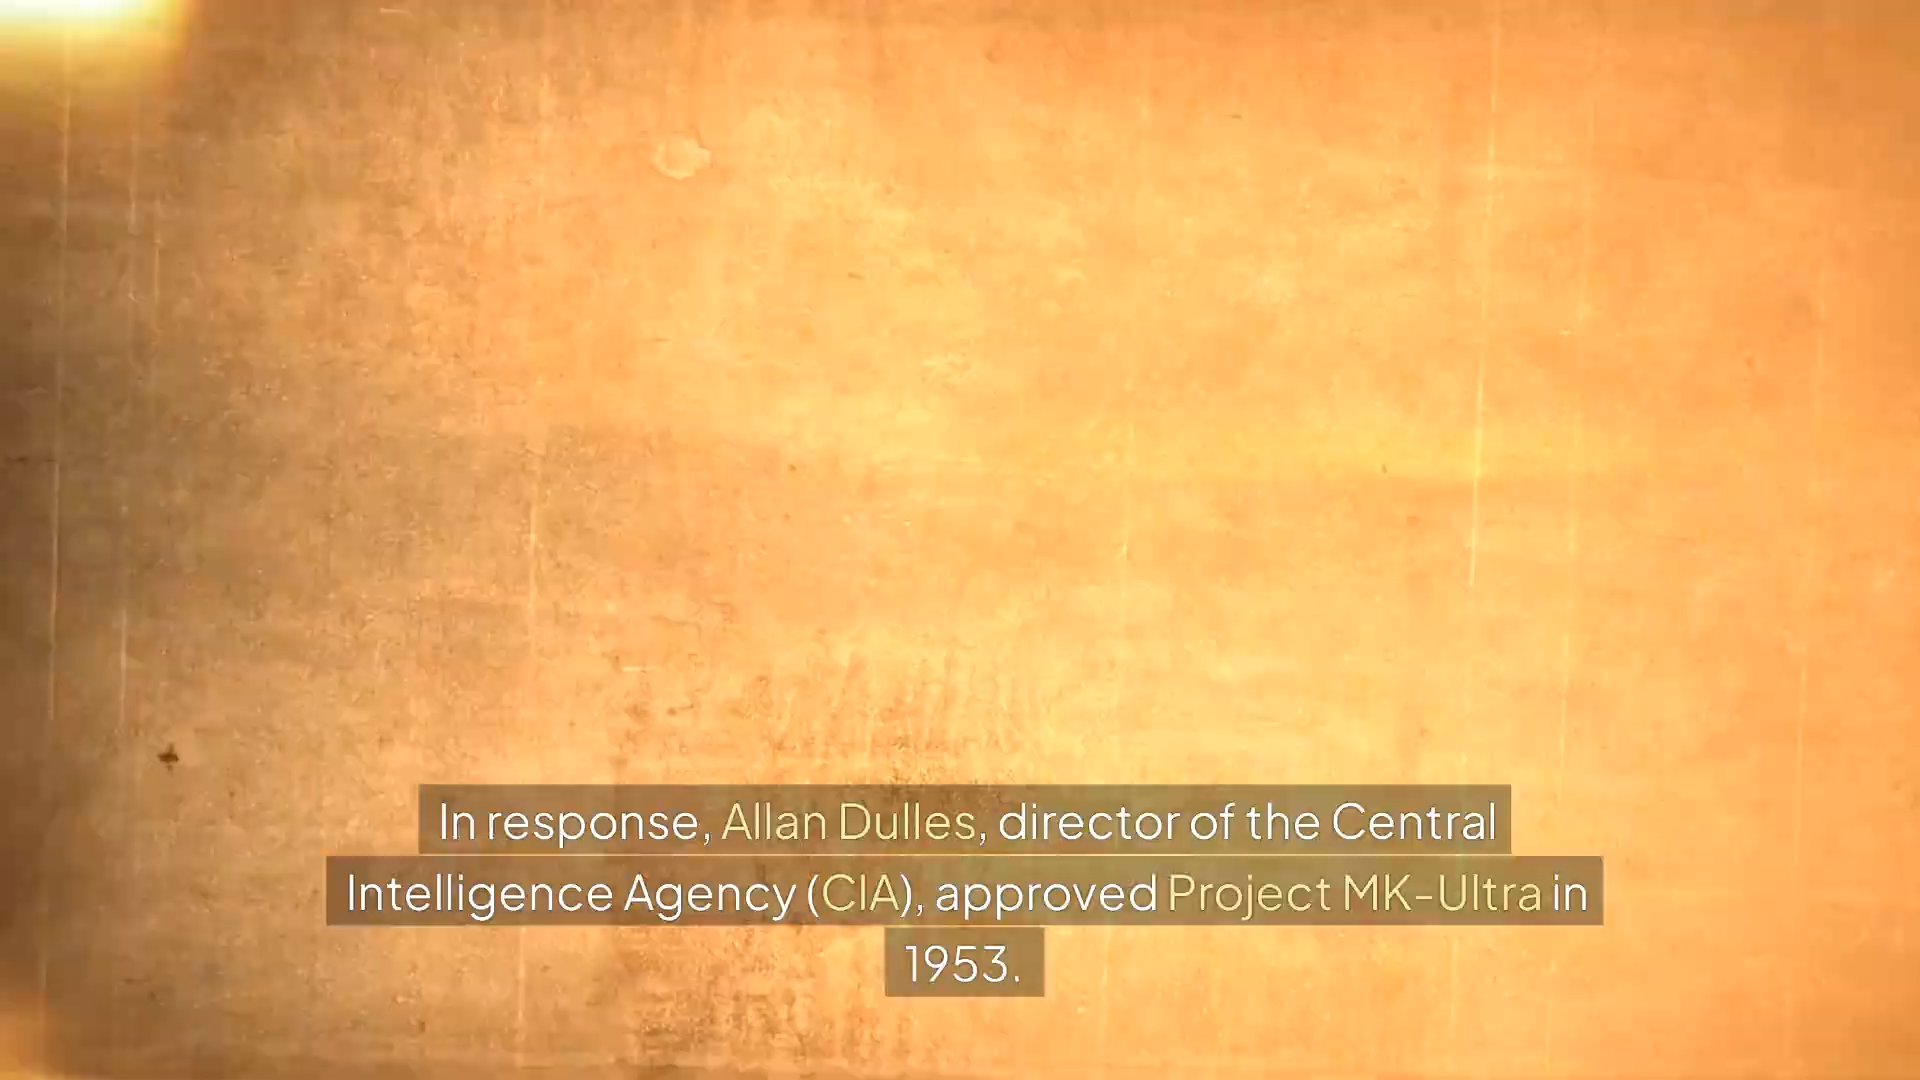 In response, Allan Dulles, director of the Central
Intelligence Agency (CIA), approved Project MK-Ultra in
1953.